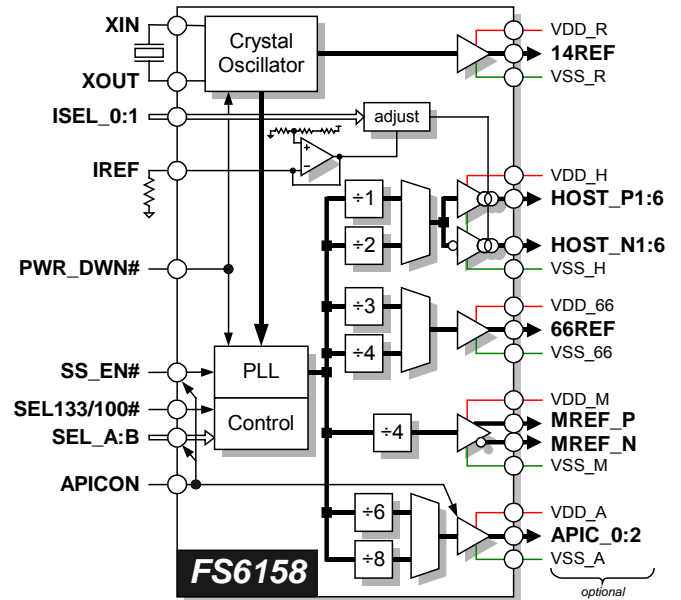 XIN
XOUT
ISEL_0:1
IREF
PWR_DWN#
SS_EN#
SEL133/100#
SEL_A:B
APICON
Crystal
Oscillator
adjust
+
−
PLL
Control
÷1
÷2
÷3
÷4
÷4
÷6
÷8
FS6158
VDD_R
14REF
VSS_R
VDD_H
HOST_P1:6
HOST_N1:6
VSS_H
VDD_66
66REF
VSS_66
VDD_M
MREF_P
MREF_N
VSS_M
VDD_A
APIC_0:2
VSS_A
optional